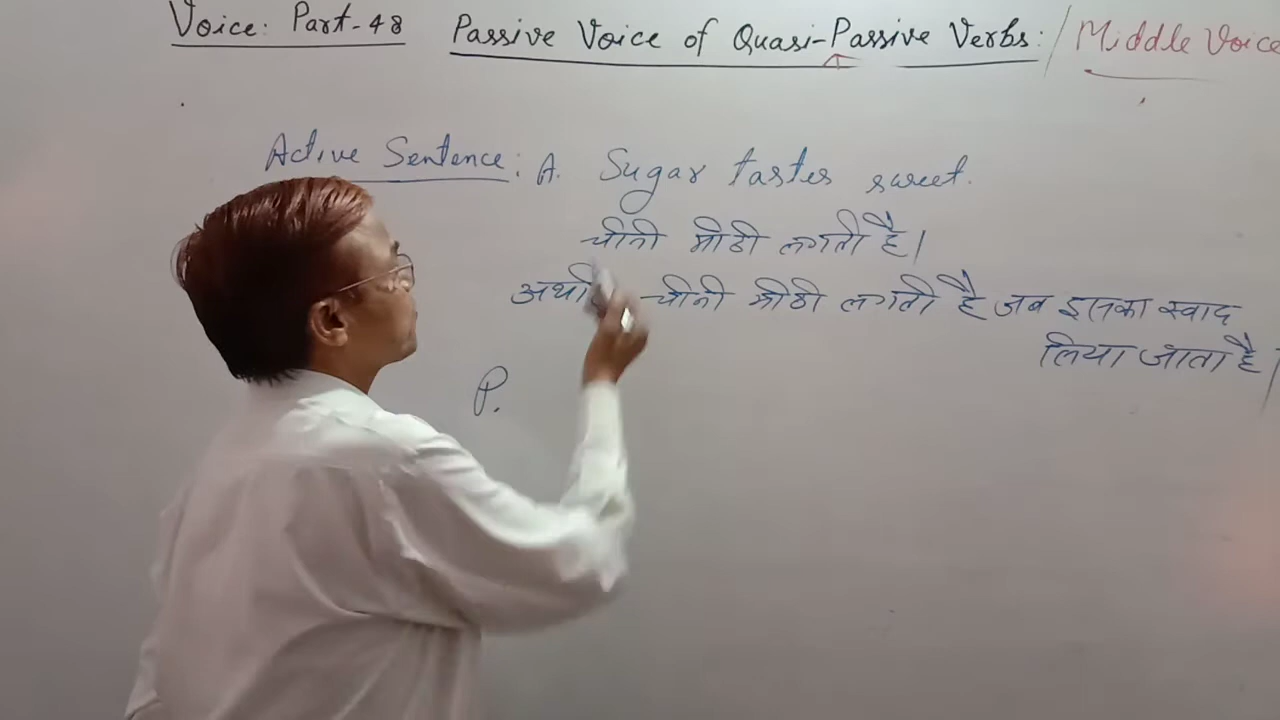 Voice: Part-48 Passive Voice of Quasi-Passive Verbs: / Middle Voice
Active Sentence: A. Sugar tastes sweet.
चीनी मीठी लगती है।
चीनी मीठी लगती है जब इसका स्वाद
लिया जाता है।
P.